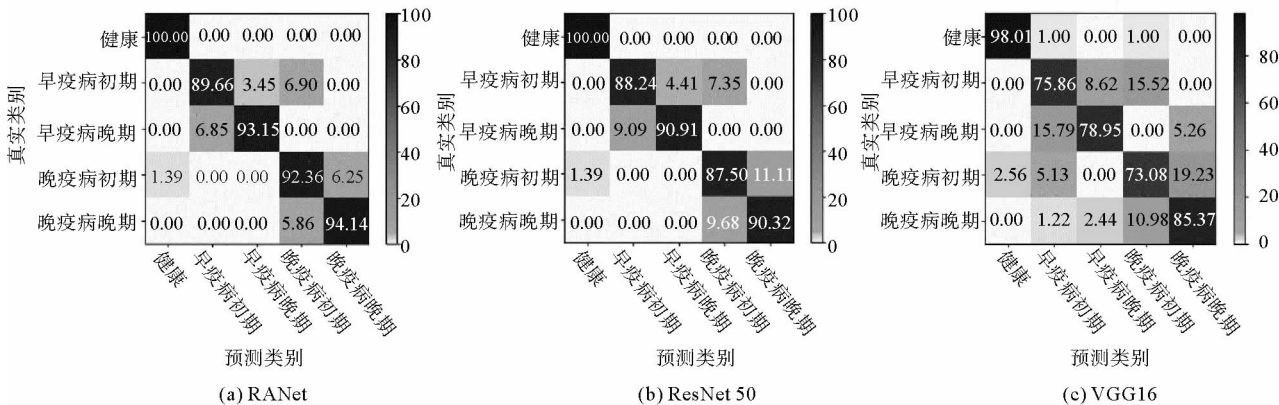 真实类别
健康 100.00 0.00 0.00 0.00 0.00
早疫病初期 0.00 89.66 3.45 6.90 0.00
早疫病晚期 0.00 6.85 93.15 0.00 0.00
晚疫病初期 1.39 0.00 0.00 92.36 6.25
晚疫病晚期 0.00 0.00 0.00 5.86 94.14
健康 早疫病初期 早疫病晚期 晚疫病初期 晚疫病晚期
预测类别
100
80
60
40
20
0
(a) RANet
真实类别
健康 100.00 0.00 0.00 0.00 0.00
早疫病初期 0.00 88.24 4.41 7.35 0.00
早疫病晚期 0.00 9.09 90.91 0.00 0.00
晚疫病初期 1.39 0.00 0.00 87.50 11.11
晚疫病晚期 0.00 0.00 0.00 9.68 90.32
健康 早疫病初期 早疫病晚期 晚疫病初期 晚疫病晚期
预测类别
100
80
60
40
20
0
(b) ResNet 50
真实类别
健康 98.01 1.00 0.00 1.00 0.00
早疫病初期 0.00 75.86 8.62 15.52 0.00
早疫病晚期 0.00 15.79 78.95 0.00 5.26
晚疫病初期 2.56 5.13 0.00 73.08 19.23
晚疫病晚期 0.00 1.22 2.44 10.98 85.37
健康 早疫病初期 早疫病晚期 晚疫病初期 晚疫病晚期
预测类别
80
60
40
20
0
(c) VGG16